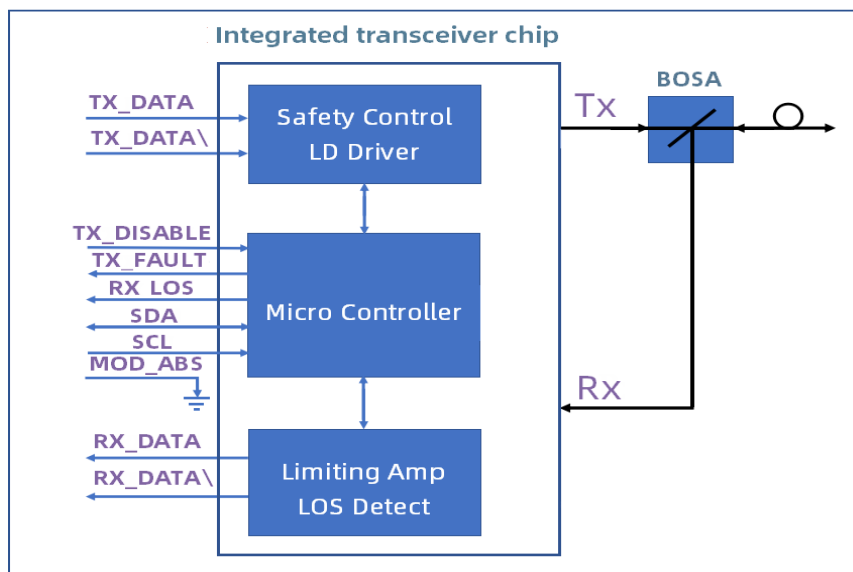 Integrated transceiver chip
BOSA
TX_DATA
TX_DATA\
Safety Control
LD Driver
Tx
TX_DISABLE
TX_FAULT
RX LOS
SDA
SCL
MOD_ABS
Micro Controller
Rx
RX_DATA
RX_DATA\
Limiting Amp
LOS Detect